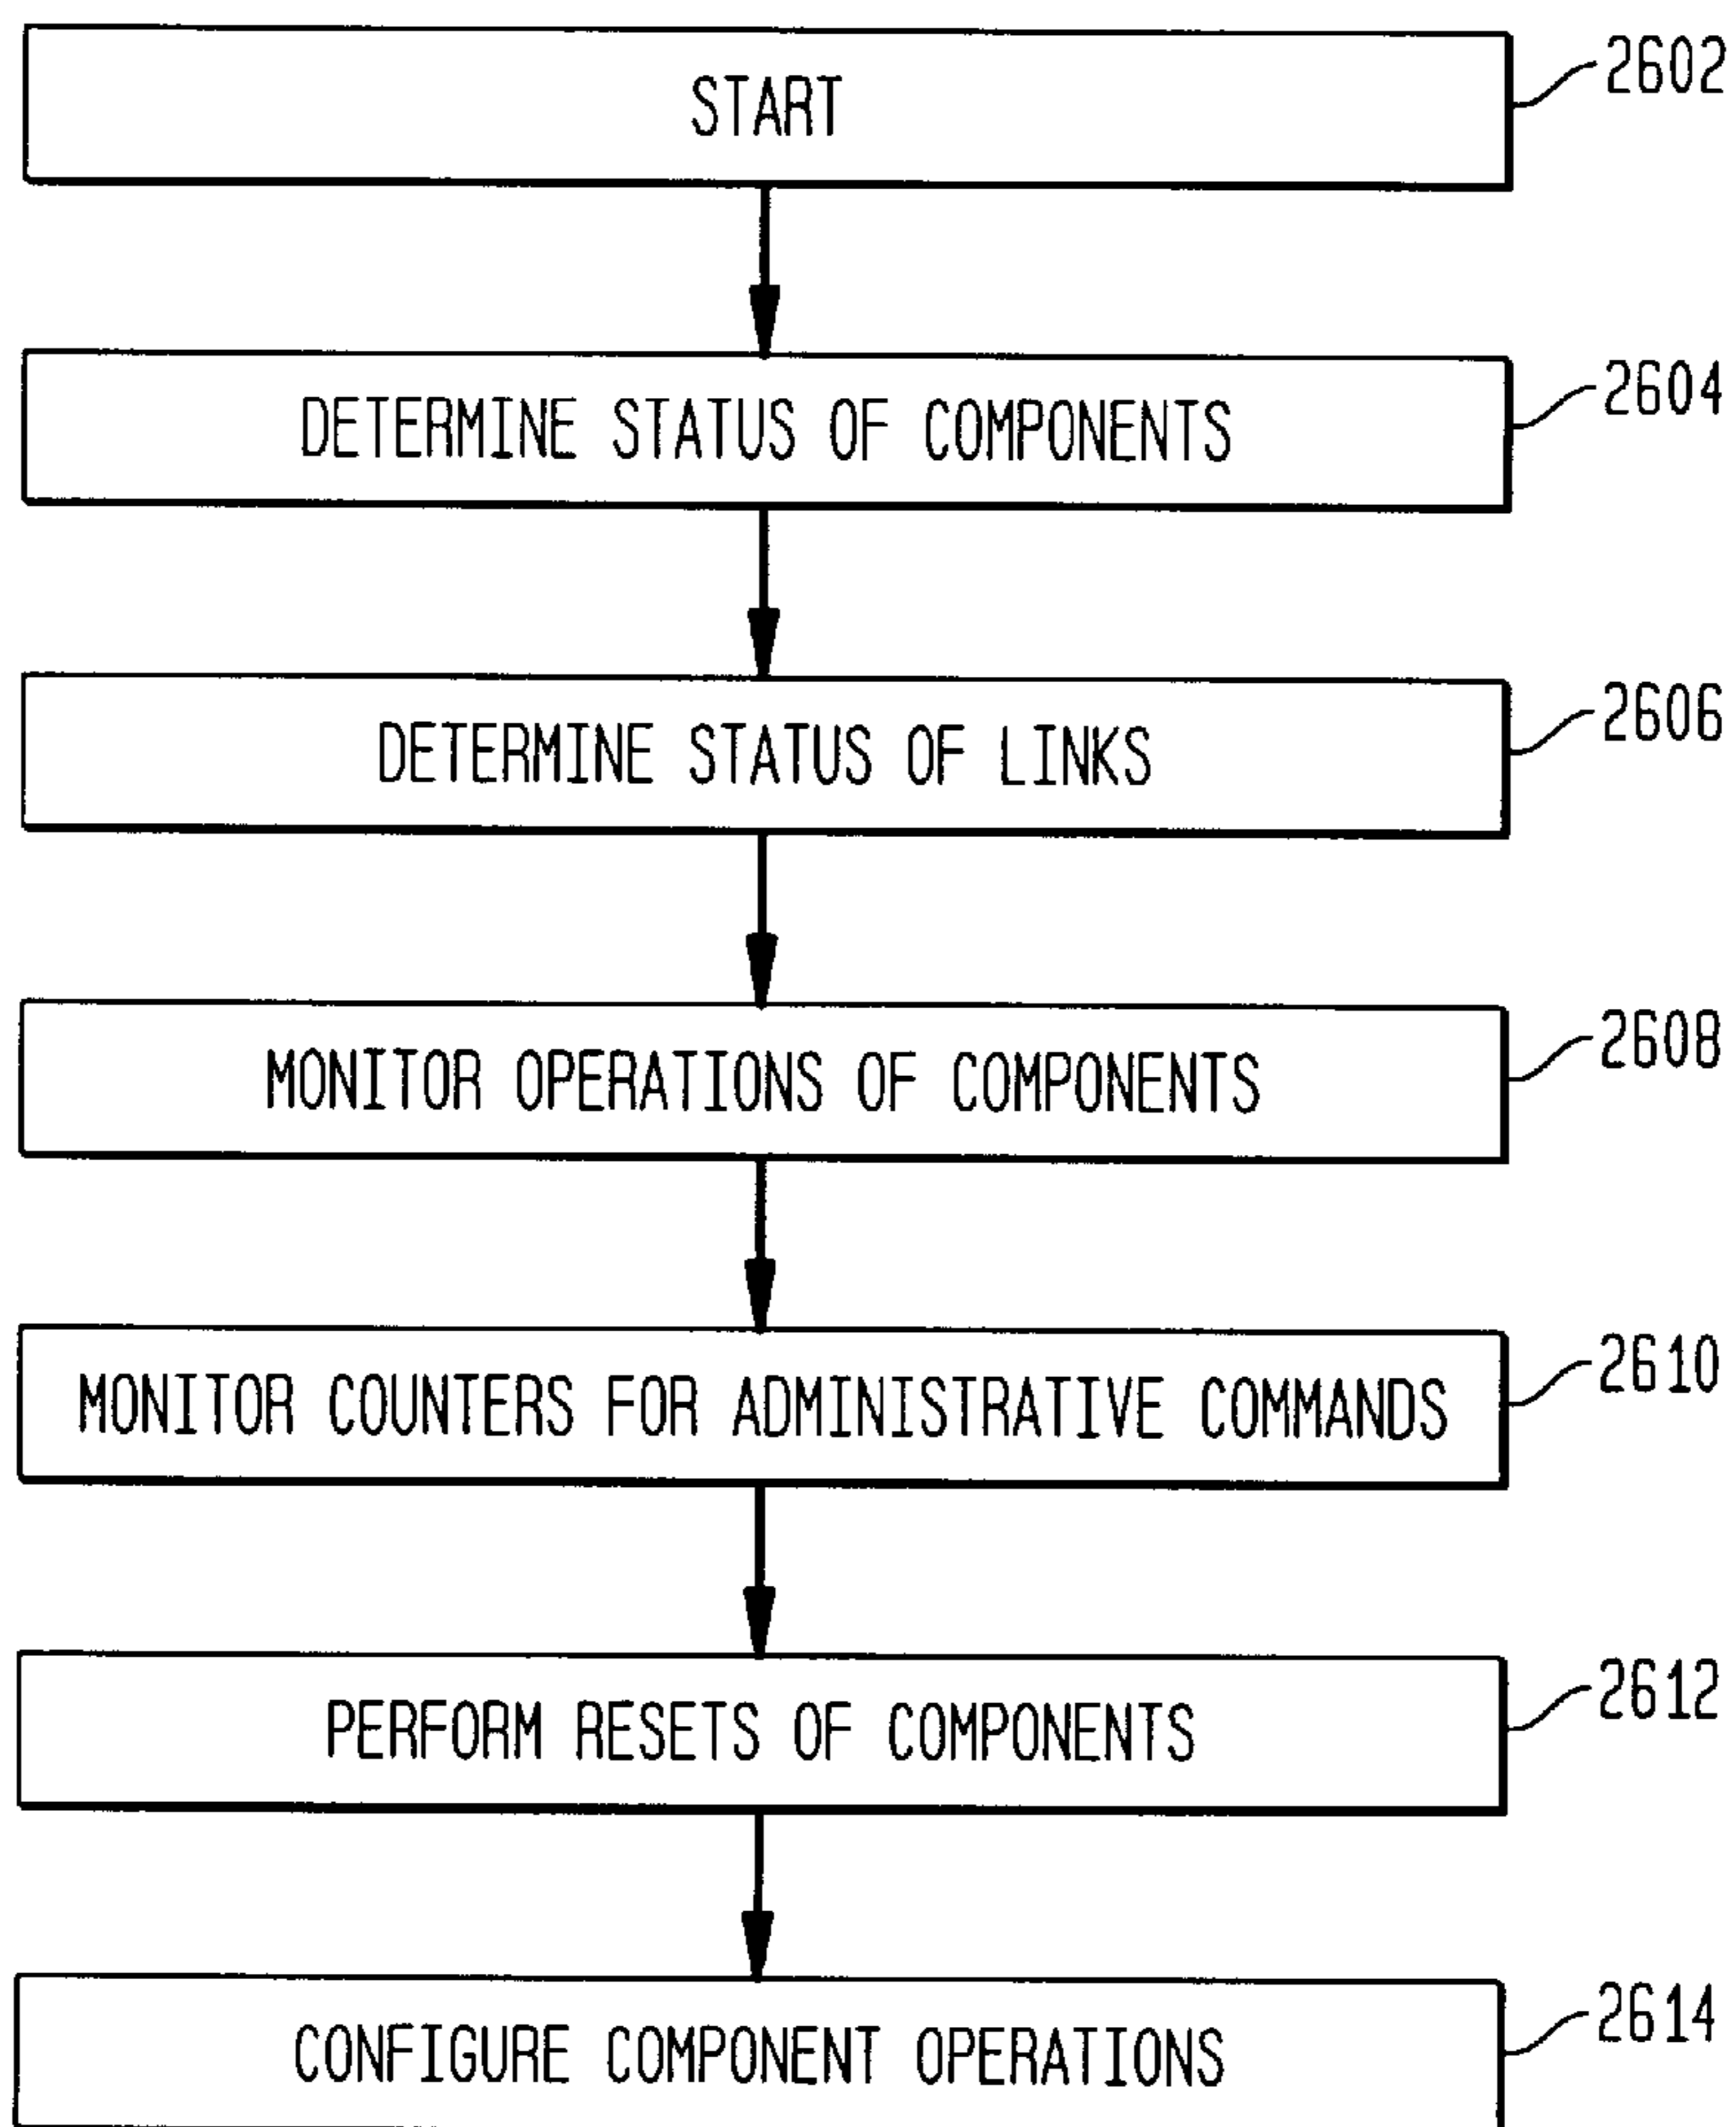 START
2602
DETERMINE STATUS OF COMPONENTS
2604
DETERMINE STATUS OF LINKS
2606
MONITOR OPERATIONS OF COMPONENTS
2608
MONITOR COUNTERS FOR ADMINISTRATIVE COMMANDS
2610
PERFORM RESETS OF COMPONENTS
2612
CONFIGURE COMPONENT OPERATIONS
2614